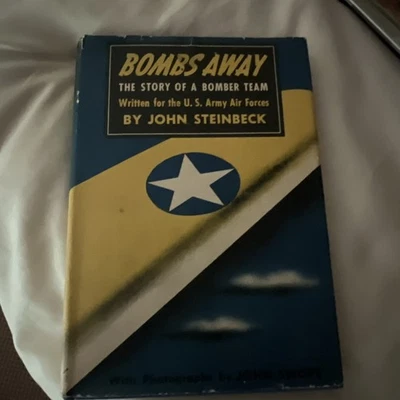 BOMBS AWAY
THE STORY OF A BOMBER TEAM
Written for the U. S. Army Air Forces
BY JOHN STEINBECK
With Photographs by